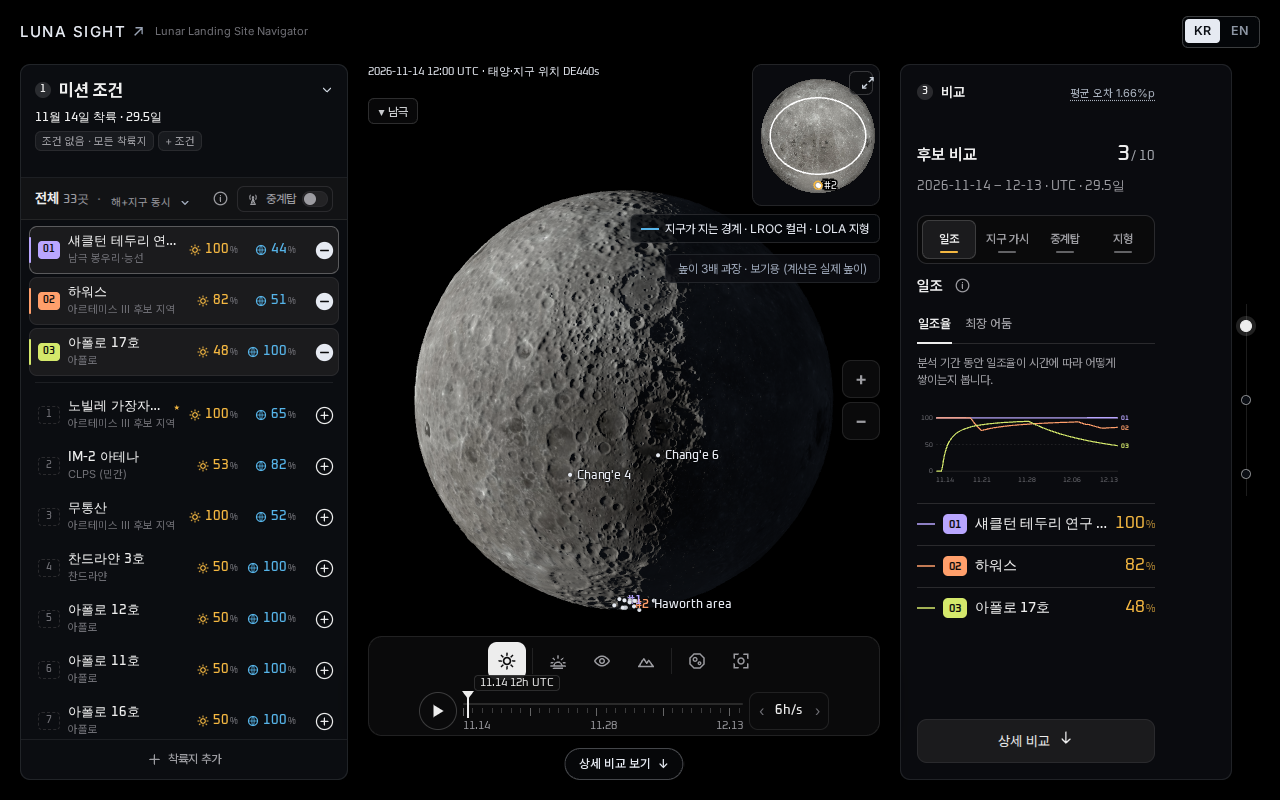 LUNA SIGHT ↗ Lunar Landing Site Navigator
KR EN
1 미션 조건
11월 14일 착륙 · 29.5일
조건 없음 · 모든 착륙지 + 조건
전체 33곳 · 해+지구 동시 중계탑
01 섀클턴 테두리 연... 100% 44%
남극 봉우리·능선
02 하워스 82% 51%
아르테미스 III 후보 지역
03 아폴로 17호 48% 100%
아폴로
1 노빌레 가장자... ★ 100% 65%
아르테미스 III 후보 지역
2 IM-2 아테나 53% 82%
CLPS (민간)
3 무통산 100% 52%
아르테미스 III 후보 지역
4 찬드라얀 3호 50% 100%
찬드라얀
5 아폴로 12호 50% 100%
아폴로
6 아폴로 11호 50% 100%
아폴로
7 아폴로 16호 50% 100%
아폴로
+ 착륙지 추가
2026-11-14 12:00 UTC · 태양·지구 위치 DE440s
▾ 남극
#2
지구가 지는 경계 · LROC 컬러 · LOLA 지형
높이 3배 과장 · 보기용 (계산은 실제 높이)
+
−
Chang'e 6
Chang'e 4
#2 Haworth area
11.14 12h UTC
11.14 11.28 12.13
‹ 6h/s ›
상세 비교 보기 ↓
3 비교 평균 오차 1.66%p
후보 비교 3 / 10
2026-11-14 – 12-13 · UTC · 29.5일
일조 지구 가시 중계탑 지형
일조
일조율 최장 어둠
분석 기간 동안 일조율이 시간에 따라 어떻게
쌓이는지 봅니다.
100 01
02
50 03
0
11.14 11.21 11.28 12.06 12.13
01 섀클턴 테두리 연구 ... 100%
02 하워스 82%
03 아폴로 17호 48%
상세 비교 ↓